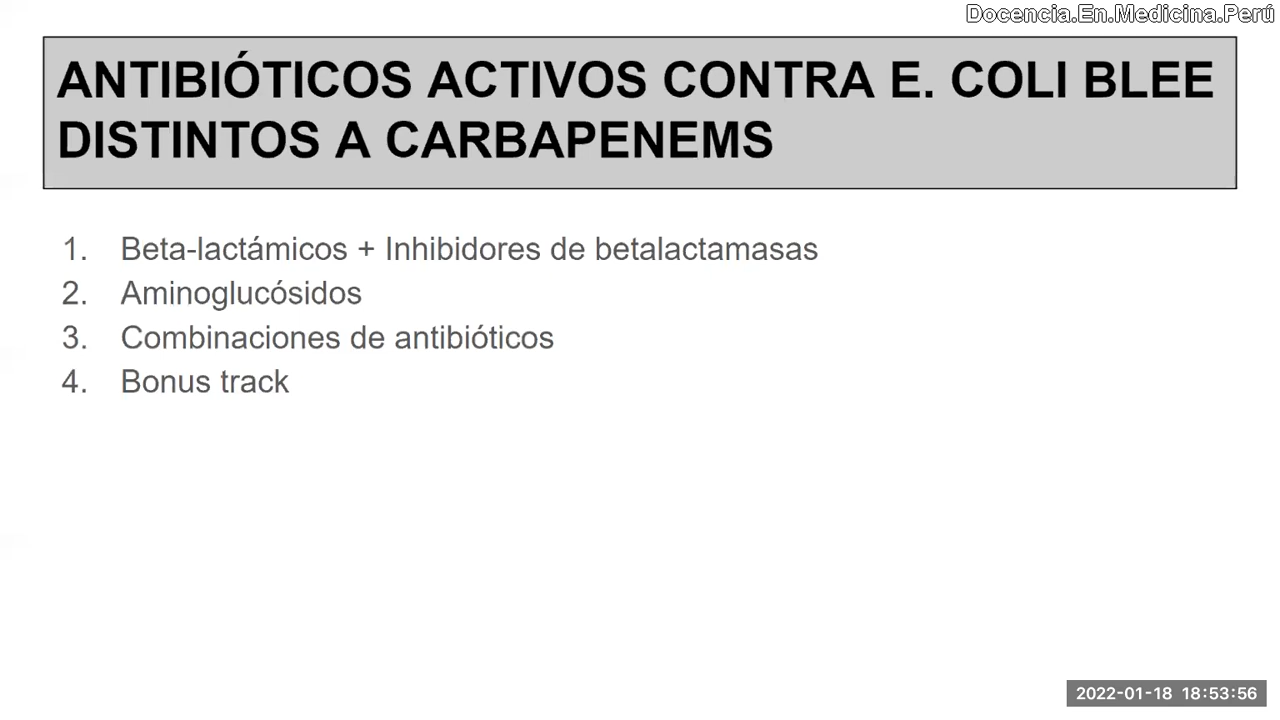 Docencia.En.Medicina.Perú
ANTIBIÓTICOS ACTIVOS CONTRA E. COLI BLEE
DISTINTOS A CARBAPENEMS
1. Beta-lactámicos + Inhibidores de betalactamasas
2. Aminoglucósidos
3. Combinaciones de antibióticos
4. Bonus track
2022-01-18 18:53:56